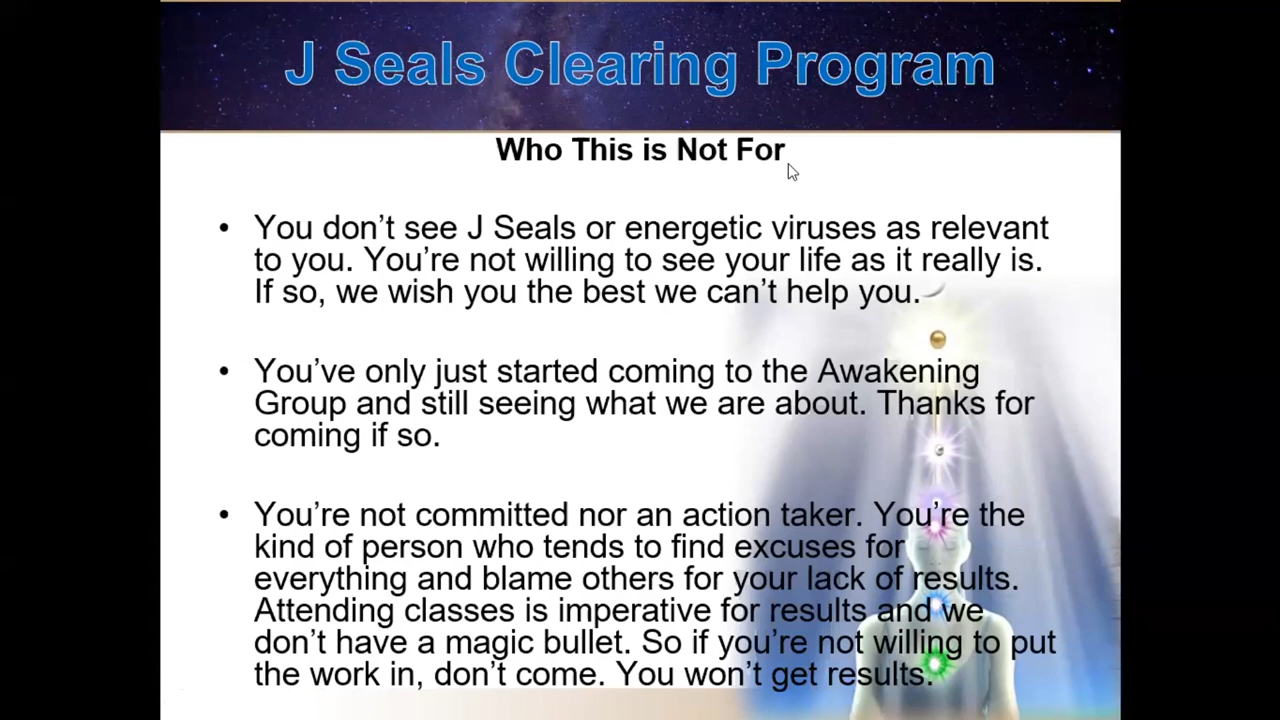 J Seals Clearing Program
Who This is Not For
• You don’t see J Seals or energetic viruses as relevant
to you. You’re not willing to see your life as it really is.
If so, we wish you the best we can’t help you.
• You’ve only just started coming to the Awakening
Group and still seeing what we are about. Thanks for
coming if so.
• You’re not committed nor an action taker. You’re the
kind of person who tends to find excuses for
everything and blame others for your lack of results.
Attending classes is imperative for results and we
don’t have a magic bullet. So if you’re not willing to put
the work in, don’t come. You won’t get results.